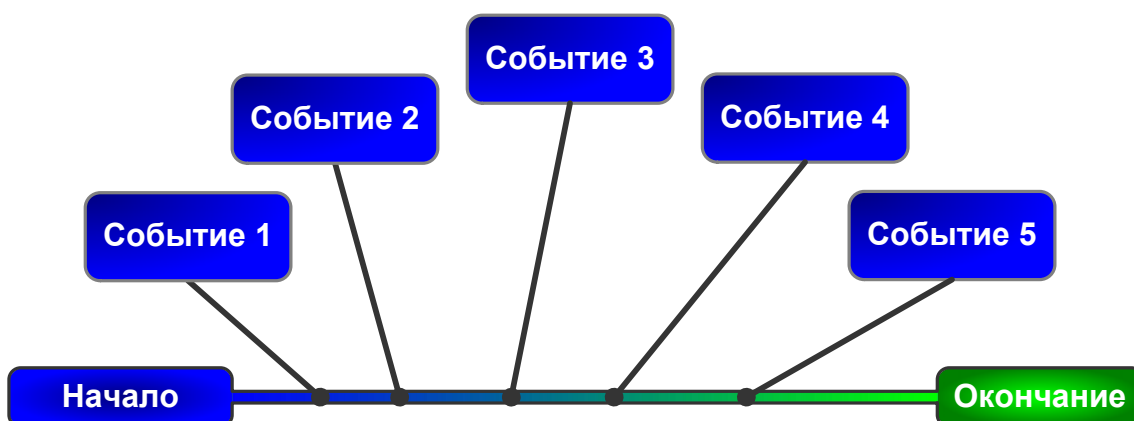 Событие 1
Событие 2
Событие 3
Событие 4
Событие 5
Начало
Окончание